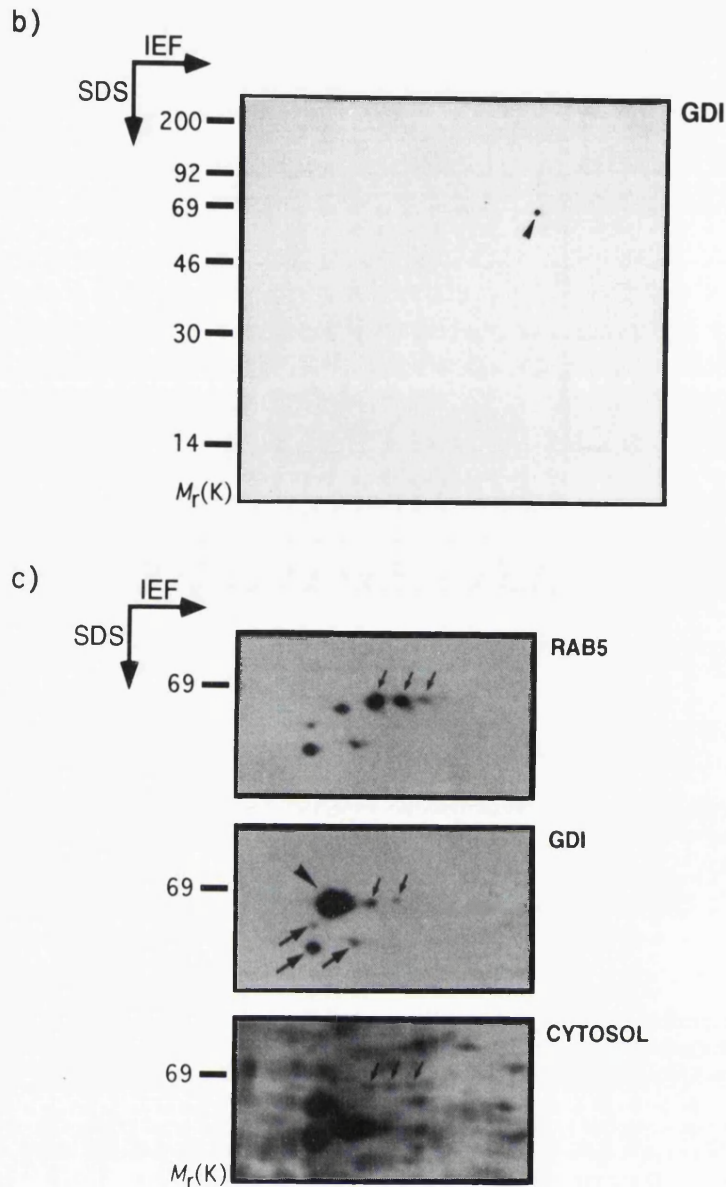 b)
IEF
SDS
GDI
200
92
69
46
30
14
Mr(K)
c)
IEF
SDS
RAB5
69
GDI
69
CYTOSOL
69
Mr(K)